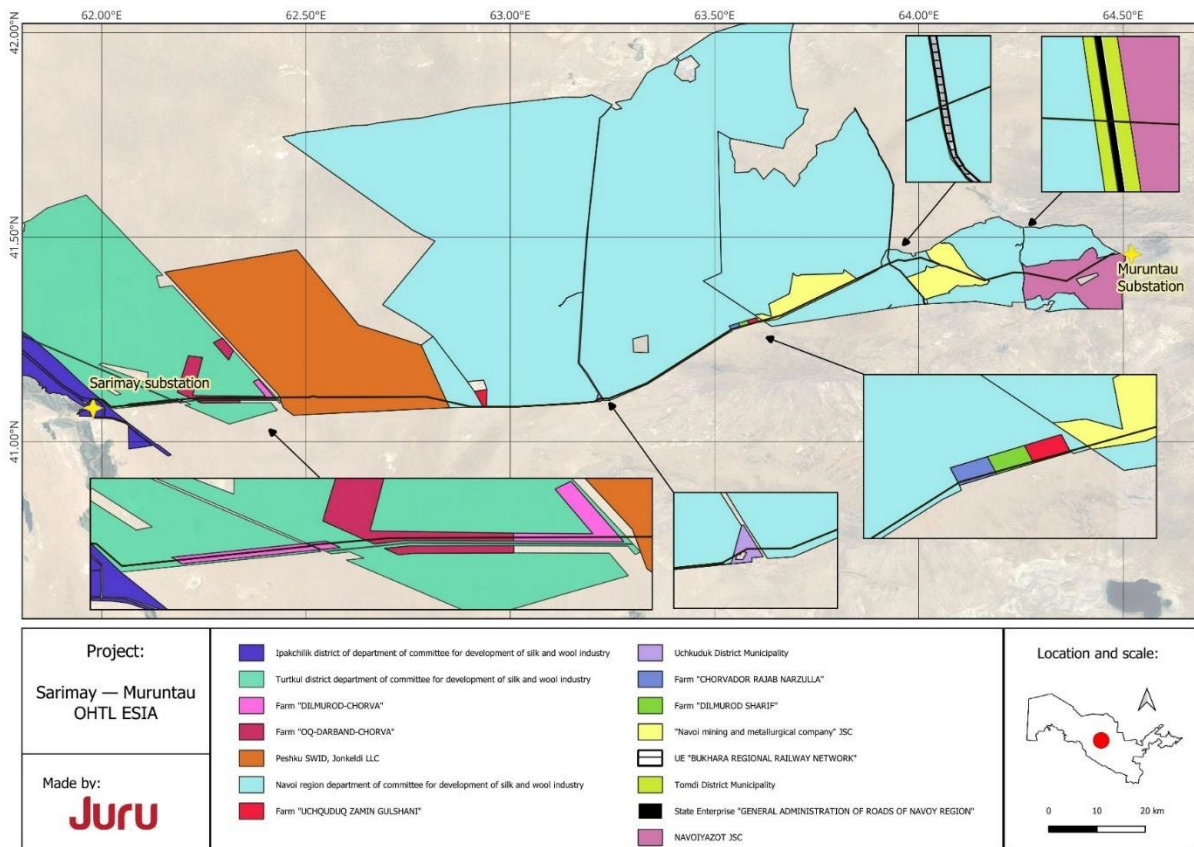 62.00°E 62.50°E 63.00°E 63.50°E 64.00°E 64.50°E
42.00°N
41.50°N
41.00°N
Sarimay substation
Muruntau
Substation
Project:
Sarimay — Muruntau
OHTL ESIA
Made by:
Juru
Ipakchilik district of department of committee for development of silk and wool industry
Turtkul district department of committee for development of silk and wool industry
Farm "DILMUROD-CHORVA"
Farm "OQ-DARBAND-CHORVA"
Peshku SWID, Jonkeldi LLC
Navoi region department of committee for development of silk and wool industry
Farm "UCHQUDUQ ZAMIN GULSHANI"
Uchkuduk District Municipality
Farm "CHORVADOR RAJAB NARZULLA"
Farm "DILMUROD SHARIF"
"Navoi mining and metallurgical company" JSC
UE "BUKHARA REGIONAL RAILWAY NETWORK"
Tomdi District Municipality
State Enterprise "GENERAL ADMINISTRATION OF ROADS OF NAVOY REGION"
NAVOIYAZOT JSC
Location and scale:
0 10 20 km